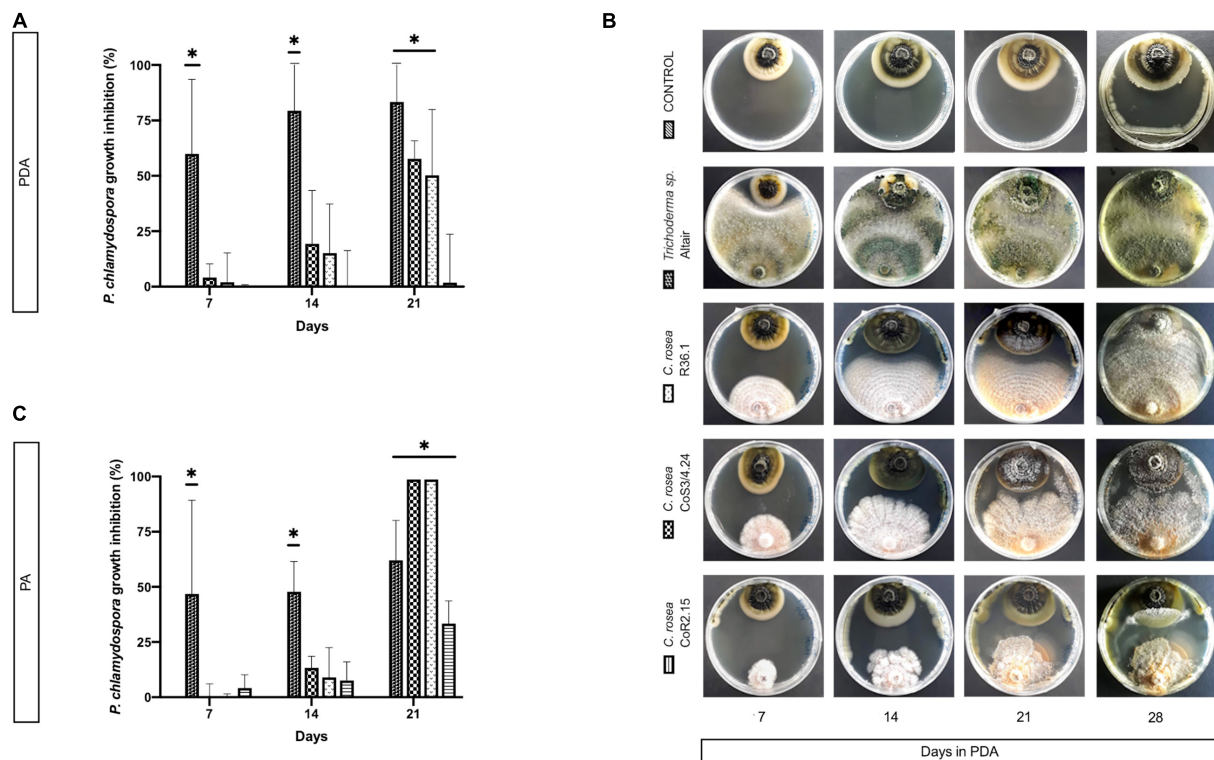 A
PDA
P. chlamydospora growth inhibition (%)
100
75
50
25
0
*
*
*
7
14
21
Days
C
PA
P. chlamydospora growth inhibition (%)
100
75
50
25
0
*
*
*
7
14
21
Days
B
CONTROL
Trichoderma sp.
Altair
C. rosea
R36.1
C. rosea
CoS3/4.24
C. rosea
CoR2.15
7
14
21
28
Days in PDA